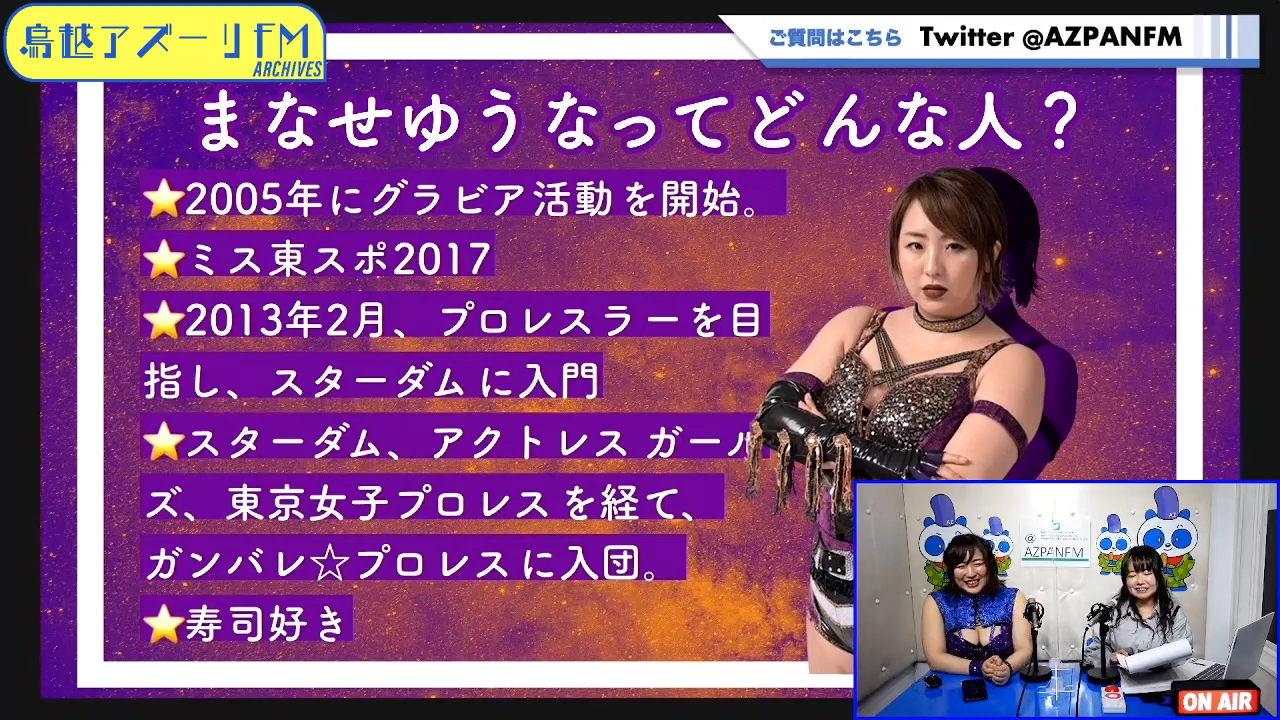 鳥越アズーリFM
ARCHIVES
ご質問はこちら Twitter @AZPANFM
まなせゆうなってどんな人？
⭐2005年にグラビア活動を開始。
⭐ミス東スポ2017
⭐2013年2月、プロレスラーを目
指し、スターダムに入門
⭐スターダム、アクトレスガール
ズ、東京女子プロレスを経て、
ガンバレ☆プロレスに入団。
⭐寿司好き
@
AZPANFM
ON AIR